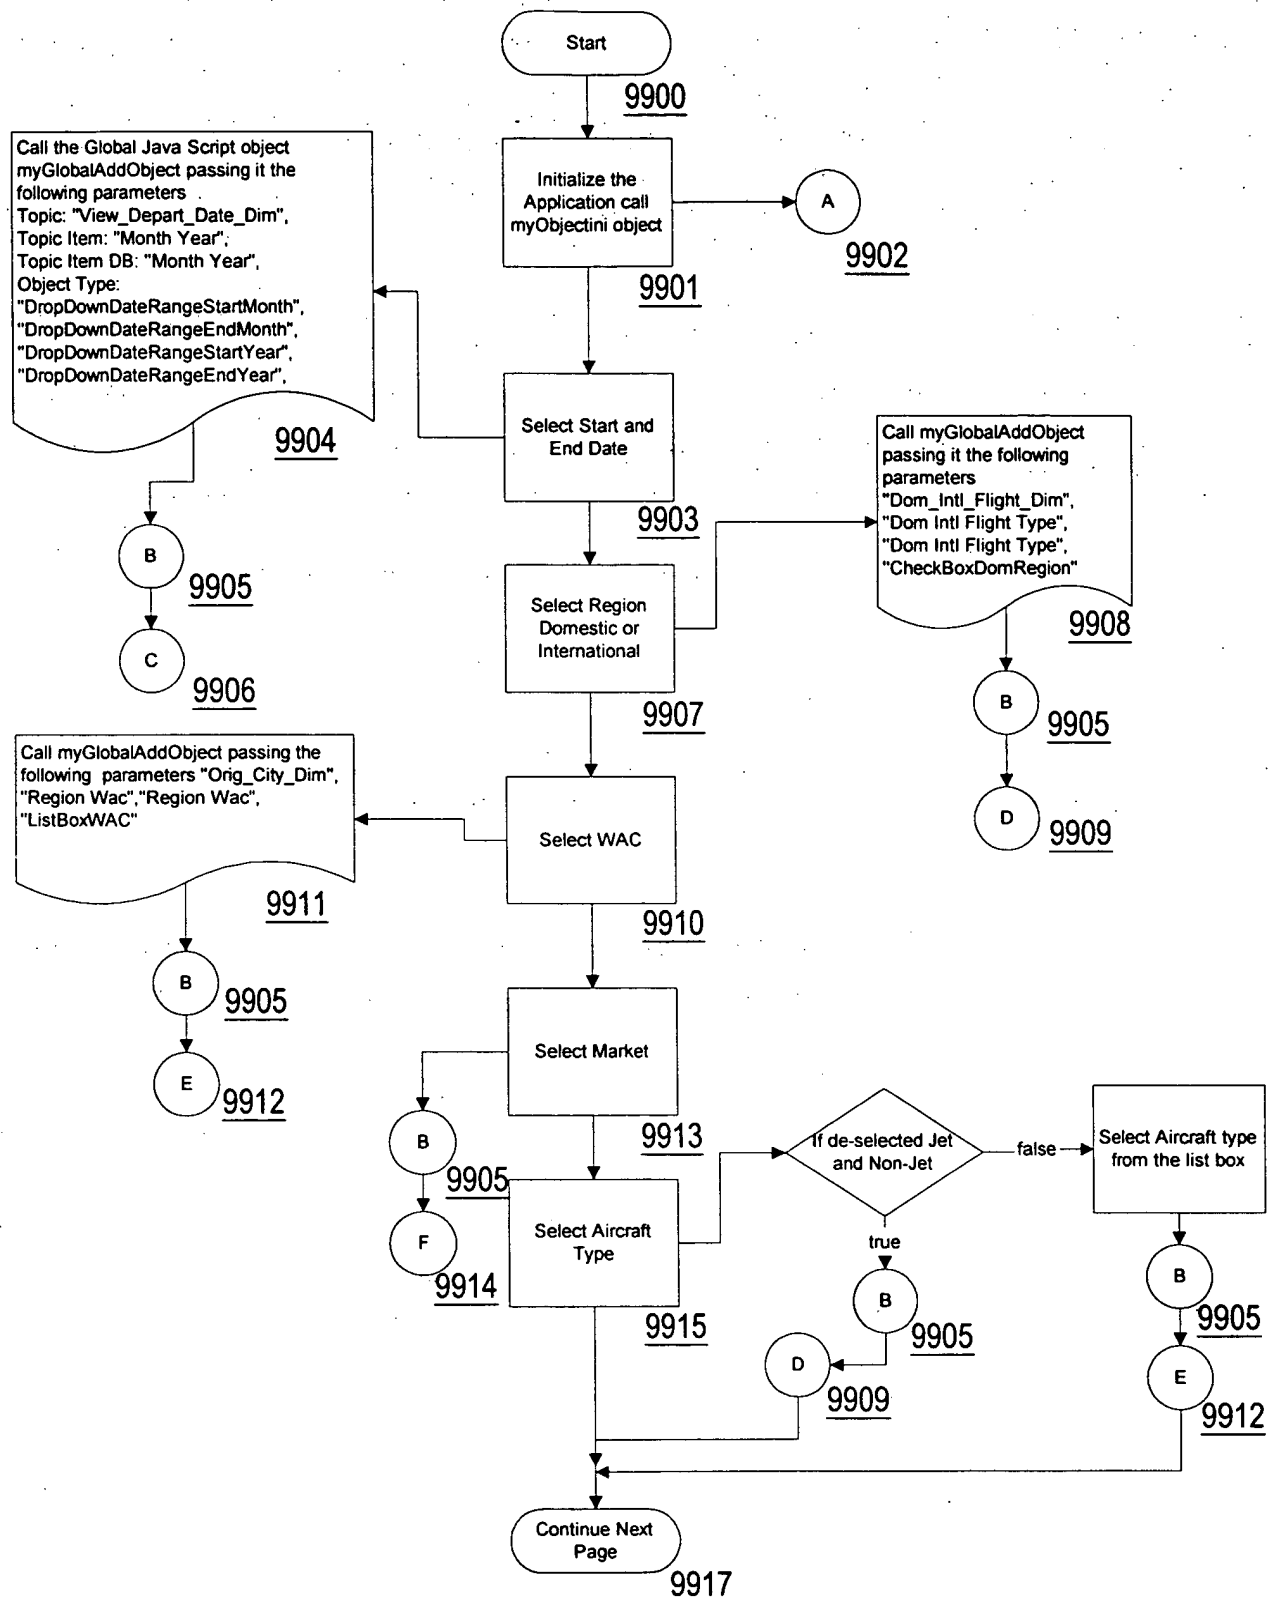 Start
9900
Call the Global Java Script object
myGlobalAddObject passing it the
following parameters
Topic: "View_Depart_Date_Dim",
Topic Item: "Month Year",
Topic Item DB: "Month Year",
Object Type:
"DropDownDateRangeStartMonth",
"DropDownDateRangeEndMonth",
"DropDownDateRangeStartYear",
"DropDownDateRangeEndYear",
9904
Initialize the
Application call
myObjectini object
9901
A
9902
Select Start and
End Date
9903
B
9905
C
9906
Call myGlobalAddObject
passing it the following
parameters
"Dom_Intl_Flight_Dim",
"Dom Intl Flight Type",
"Dom Intl Flight Type",
"CheckBoxDomRegion"
9908
Select Region
Domestic or
International
9907
B
9905
D
9909
Call myGlobalAddObject passing the
following parameters "Orig_City_Dim",
"Region Wac","Region Wac",
"ListBoxWAC"
9911
Select WAC
9910
B
9905
E
9912
Select Market
9913
B
9905
F
9914
Select Aircraft
Type
9915
If de-selected Jet
and Non-Jet
false
Select Aircraft type
from the list box
true
B
9905
D
9909
B
9905
E
9912
Continue Next
Page
9917